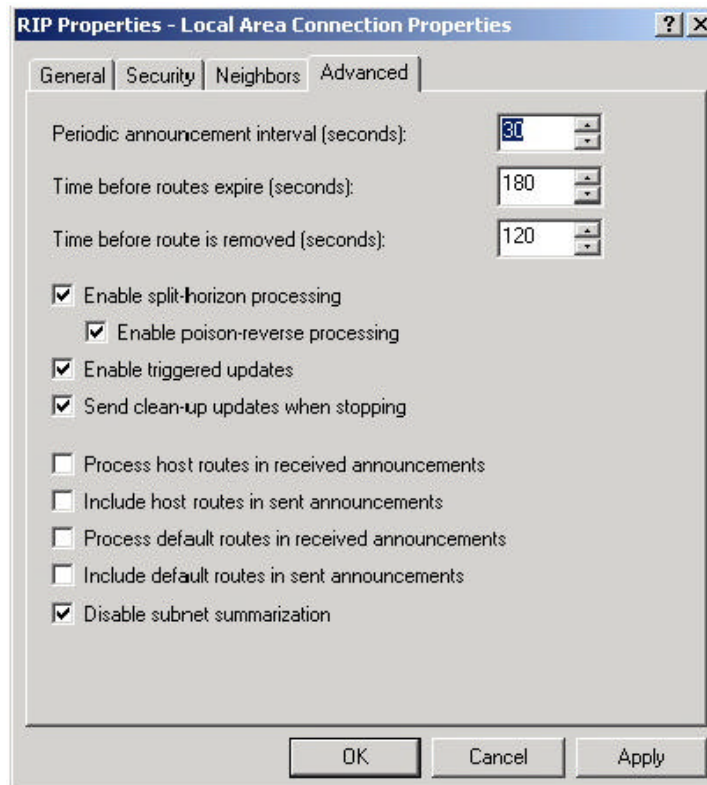 RIP Properties - Local Area Connection Properties
General Security Neighbors Advanced
Periodic announcement interval (seconds): 30
Time before routes expire (seconds): 180
Time before route is removed (seconds): 120
Enable split-horizon processing
Enable poison-reverse processing
Enable triggered updates
Send clean-up updates when stopping
Process host routes in received announcements
Include host routes in sent announcements
Process default routes in received announcements
Include default routes in sent announcements
Disable subnet summarization
OK Cancel Apply